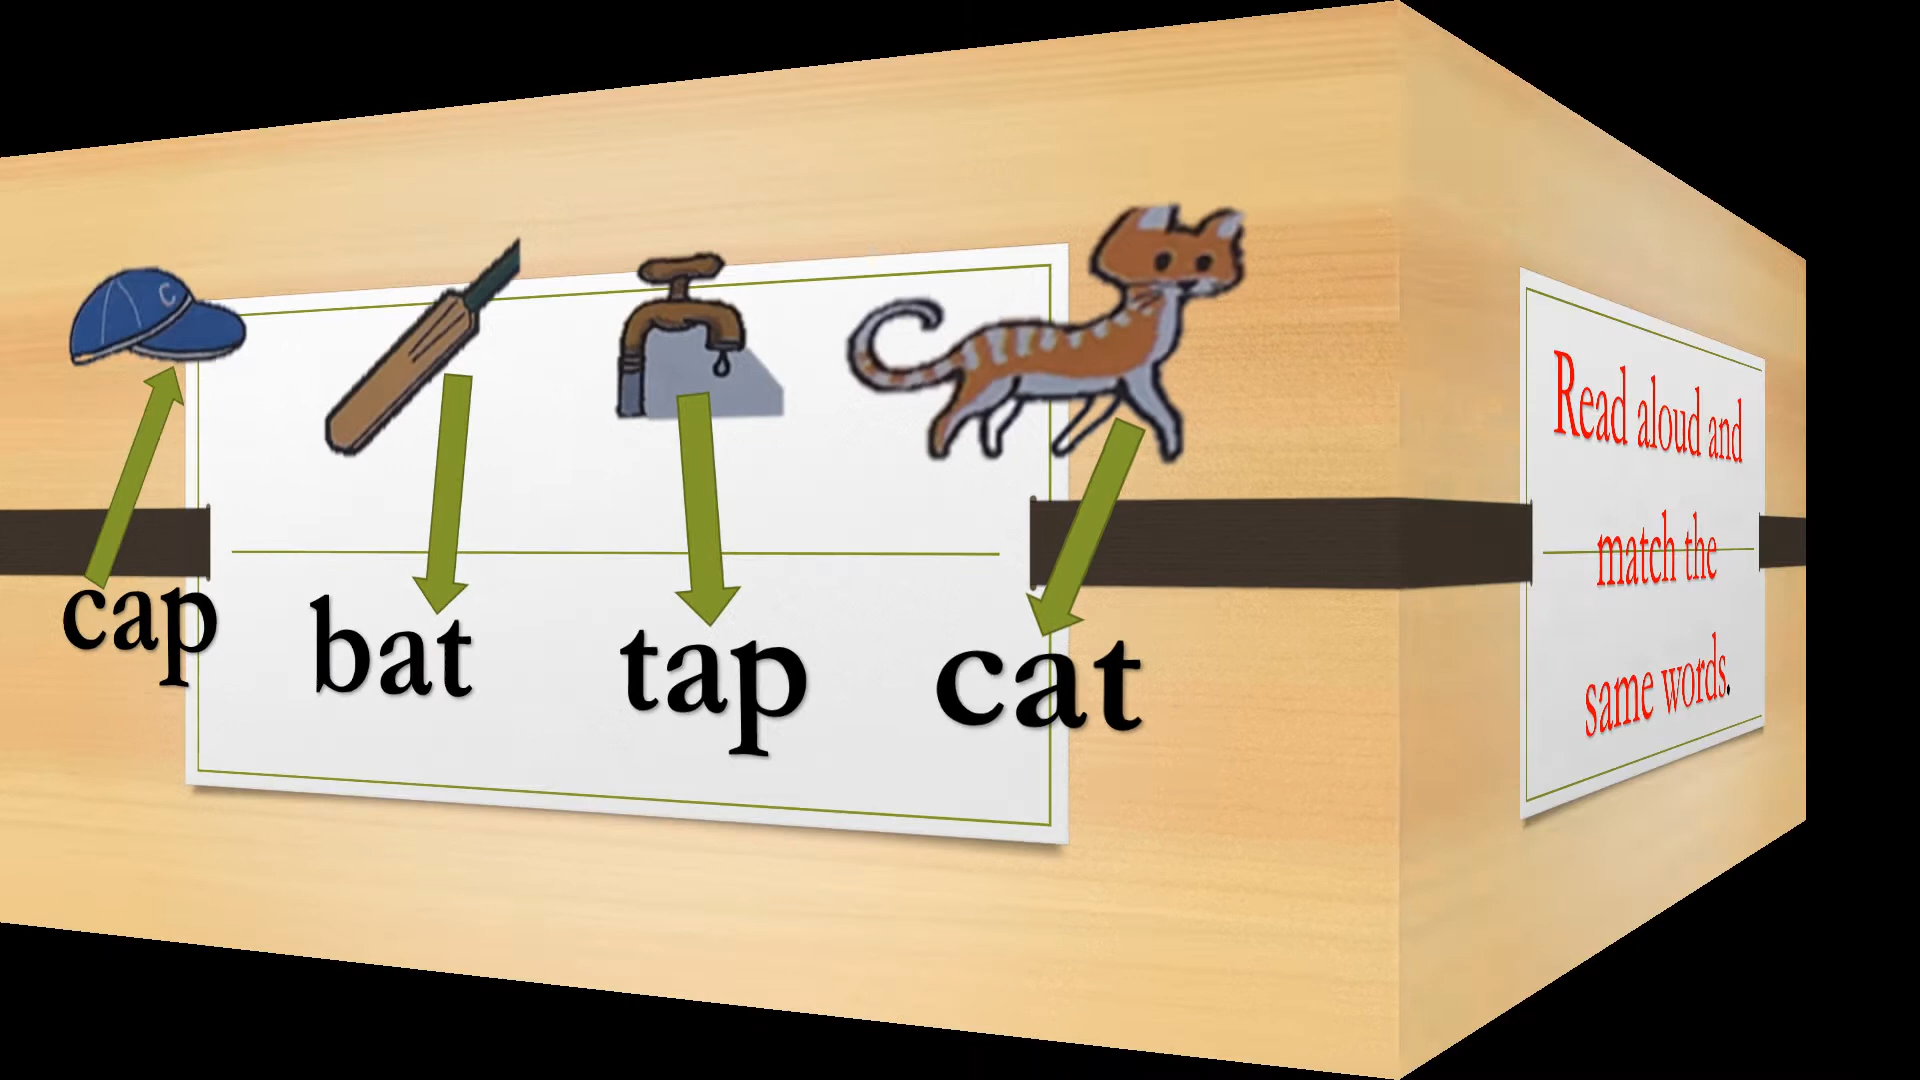 C
cap bat tap cat
Read aloud and
match the
same words.